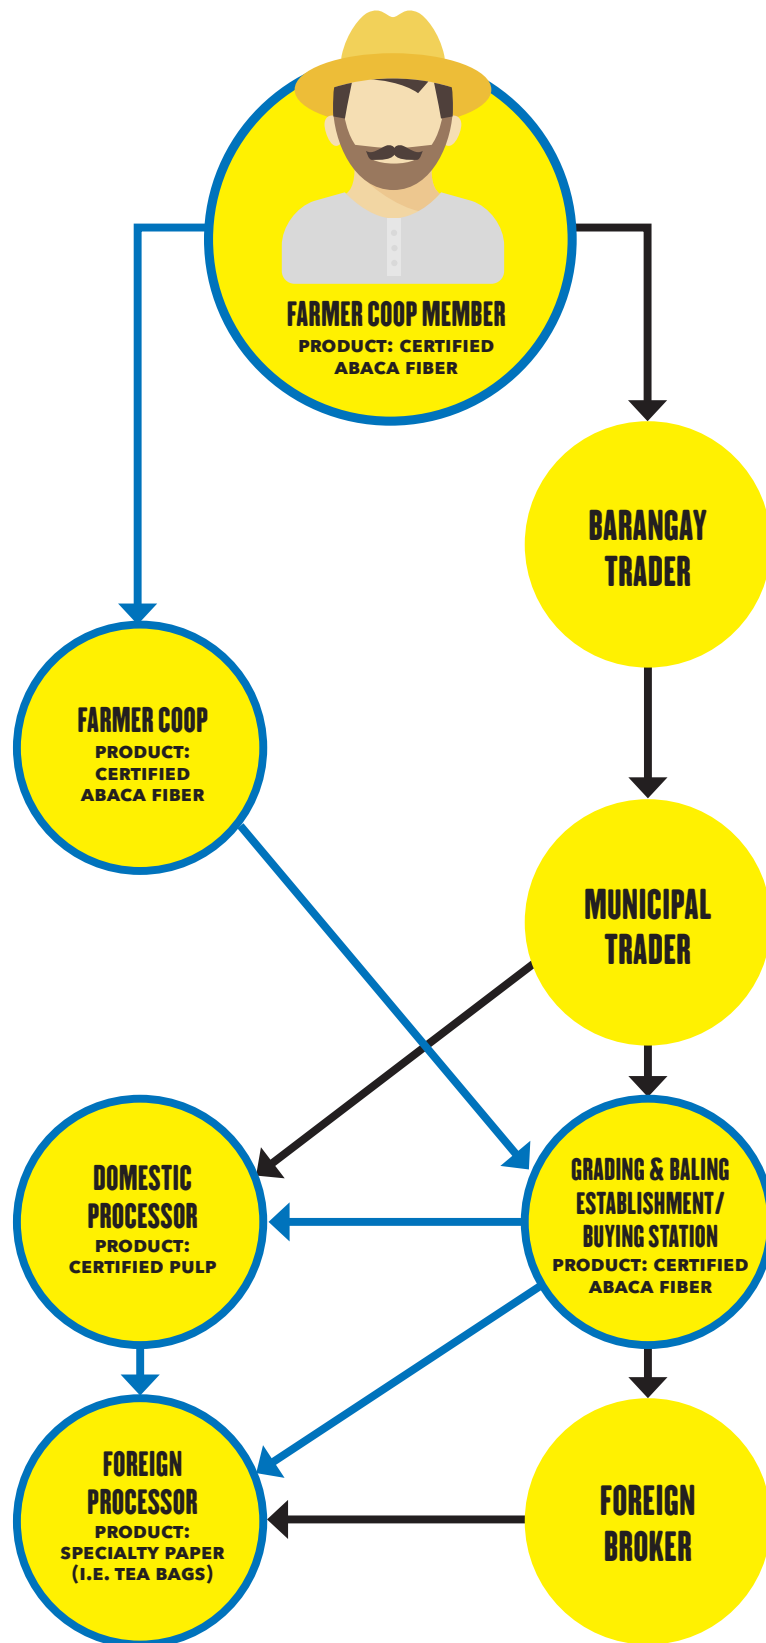 FARMER COOP MEMBER
PRODUCT: CERTIFIED
ABACA FIBER
BARANGAY
TRADER
FARMER COOP
PRODUCT:
CERTIFIED
ABACA FIBER
MUNICIPAL
TRADER
DOMESTIC
PROCESSOR
PRODUCT:
CERTIFIED PULP
GRADING & BALING
ESTABLISHMENT/
BUYING STATION
PRODUCT: CERTIFIED
ABACA FIBER
FOREIGN
PROCESSOR
PRODUCT:
SPECIALTY PAPER
(I.E. TEA BAGS)
FOREIGN
BROKER